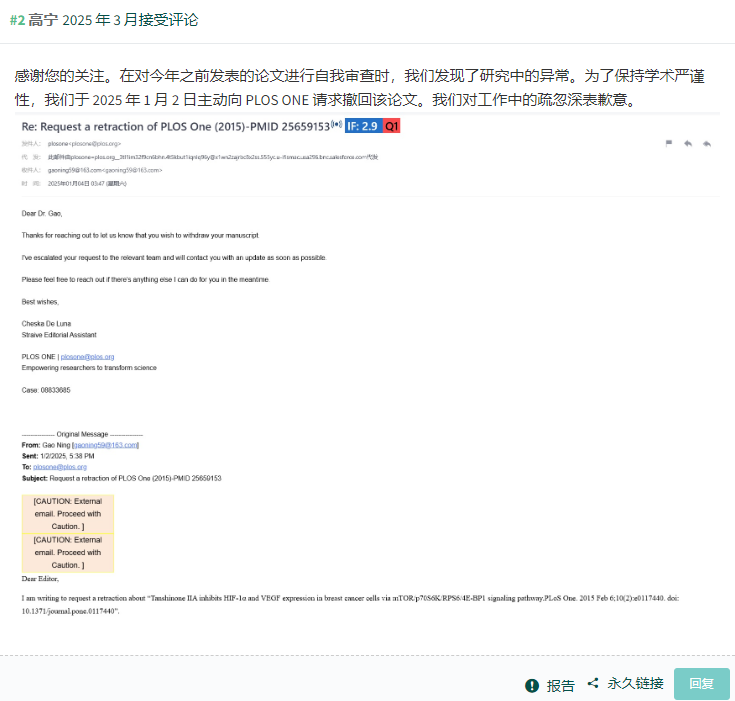 #2 高宁 2025 年 3 月接受评论
感谢您的关注。在对今年之前发表的论文进行自我审查时，我们发现了研究中的异常。为了保持学术严谨
性，我们于 2025 年 1 月 2 日主动向 PLOS ONE 请求撤回该论文。我们对工作中的疏忽深表歉意。
Re: Request a retraction of PLOS One (2015)-PMID 25659153 IF: 2.9 Q1
发件人： plosone<plosone@plos.org>
代 发：
收件人： gaoning59@163.com<gaoning59@163.com>
时 间： 2025年01月04日 03:47 (星期六)
Dear Dr. Gao,
Thanks for reaching out to let us know that you wish to withdraw your manuscript.
I've escalated your request to the relevant team and will contact you with an update as soon as possible.
Please feel free to reach out if there's anything else I can do for you in the meantime.
Best wishes,
Cheska De Luna
Straive Editorial Assistant
PLOS ONE | plosone@plos.org
Empowering researchers to transform science
Case: 08833685
--------------- Original Message ---------------
From: Gao Ning [gaoning59@163.com]
Sent: 1/2/2025, 5:38 PM
To: plosone@plos.org
Subject: Request a retraction of PLOS One (2015)-PMID 25659153
[CAUTION: External
email. Proceed with
Caution. ]
[CAUTION: External
email. Proceed with
Caution. ]
Dear Editor,
I am writing to request a retraction about "Tanshinone IIA inhibits HIF-1α and VEGF expression in breast cancer cells via mTOR/p70S6K/RPS6/4E-BP1 signaling pathway.PLoS One. 2015 Feb 6;10(2):e0117440. doi:
10.1371/journal.pone.0117440".
报告 永久链接 回复